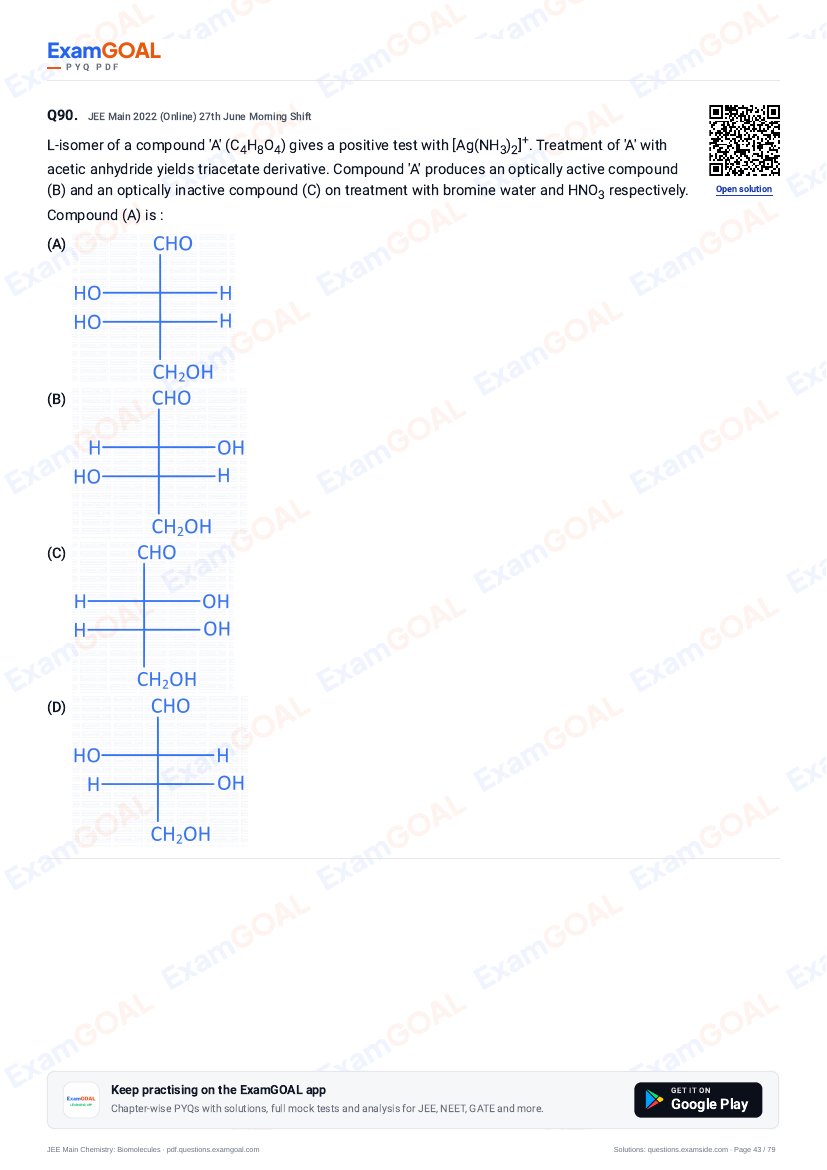 ExamGOAL
PYQ PDF
Q90. JEE Main 2022 (Online) 27th June Morning Shift
L-isomer of a compound 'A' (C₄H₈O₄) gives a positive test with [Ag(NH₃)₂]⁺. Treatment of 'A' with
acetic anhydride yields triacetate derivative. Compound 'A' produces an optically active compound
(B) and an optically inactive compound (C) on treatment with bromine water and HNO₃ respectively.
Compound (A) is :
Open solution
(A)
CHO
HO H
HO H
CH₂OH
(B)
CHO
H OH
HO H
CH₂OH
(C)
CHO
H OH
H OH
CH₂OH
(D)
CHO
HO H
H OH
CH₂OH
Keep practising on the ExamGOAL app
Chapter-wise PYQs with solutions, full mock tests and analysis for JEE, NEET, GATE and more.
GET IT ON
Google Play
JEE Main Chemistry: Biomolecules · pdf.questions.examgoal.com
Solutions: questions.examside.com · Page 43 / 79